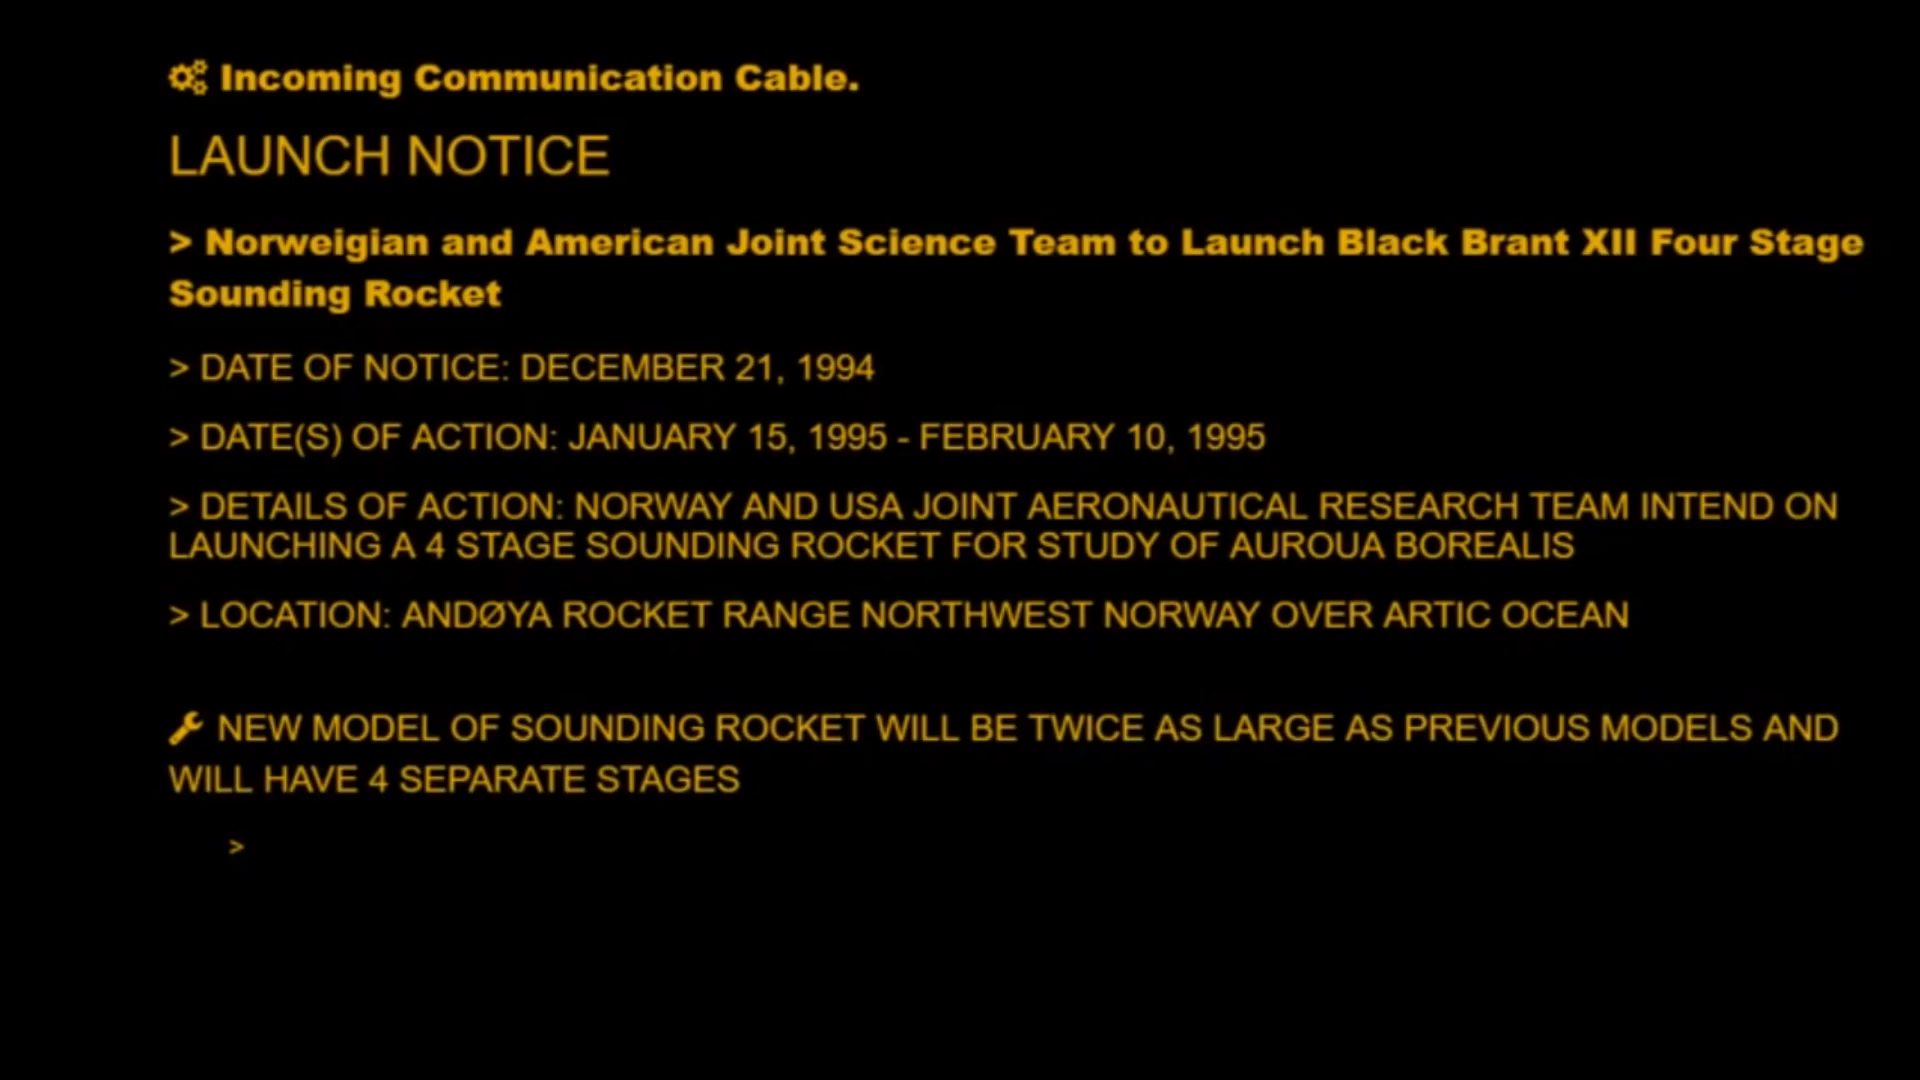 Incoming Communication Cable.
LAUNCH NOTICE
> Norweigian and American Joint Science Team to Launch Black Brant XII Four Stage
Sounding Rocket
> DATE OF NOTICE: DECEMBER 21, 1994
> DATE(S) OF ACTION: JANUARY 15, 1995 - FEBRUARY 10, 1995
> DETAILS OF ACTION: NORWAY AND USA JOINT AERONAUTICAL RESEARCH TEAM INTEND ON
LAUNCHING A 4 STAGE SOUNDING ROCKET FOR STUDY OF AUROUA BOREALIS
> LOCATION: ANDØYA ROCKET RANGE NORTHWEST NORWAY OVER ARTIC OCEAN
NEW MODEL OF SOUNDING ROCKET WILL BE TWICE AS LARGE AS PREVIOUS MODELS AND
WILL HAVE 4 SEPARATE STAGES
>